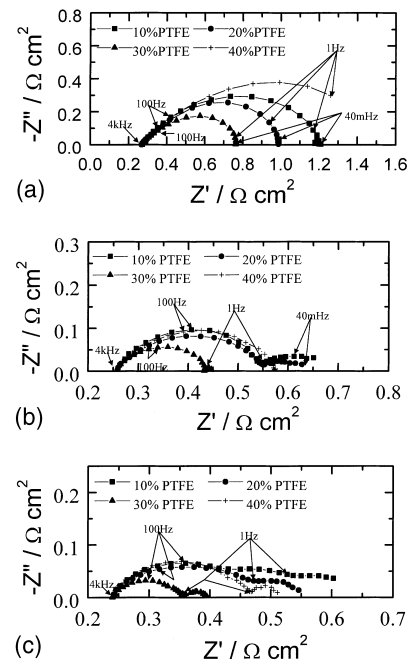 10%PTFE 20%PTFE
30%PTFE 40%PTFE
0.8
0.6
0.4
0.2
0.0
-Z'' / Ω cm²
1Hz
100Hz
4kHz
100Hz
40mHz
0.0 0.2 0.4 0.6 0.8 1.0 1.2 1.4 1.6
(a)
Z' / Ω cm²
10% PTFE 20% PTFE
30% PTFE 40% PTFE
0.3
0.2
0.1
0.0
-Z'' / Ω cm²
100Hz
1Hz
40mHz
4kHz
100Hz
0.2 0.3 0.4 0.5 0.6 0.7 0.8
(b)
Z' / Ω cm²
10% PTFE 20% PTFE
30% PTFE 40% PTFE
0.2
0.1
0.0
-Z'' / Ω cm²
100Hz
1Hz
4kHz
0.2 0.3 0.4 0.5 0.6 0.7
(c)
Z' / Ω cm²